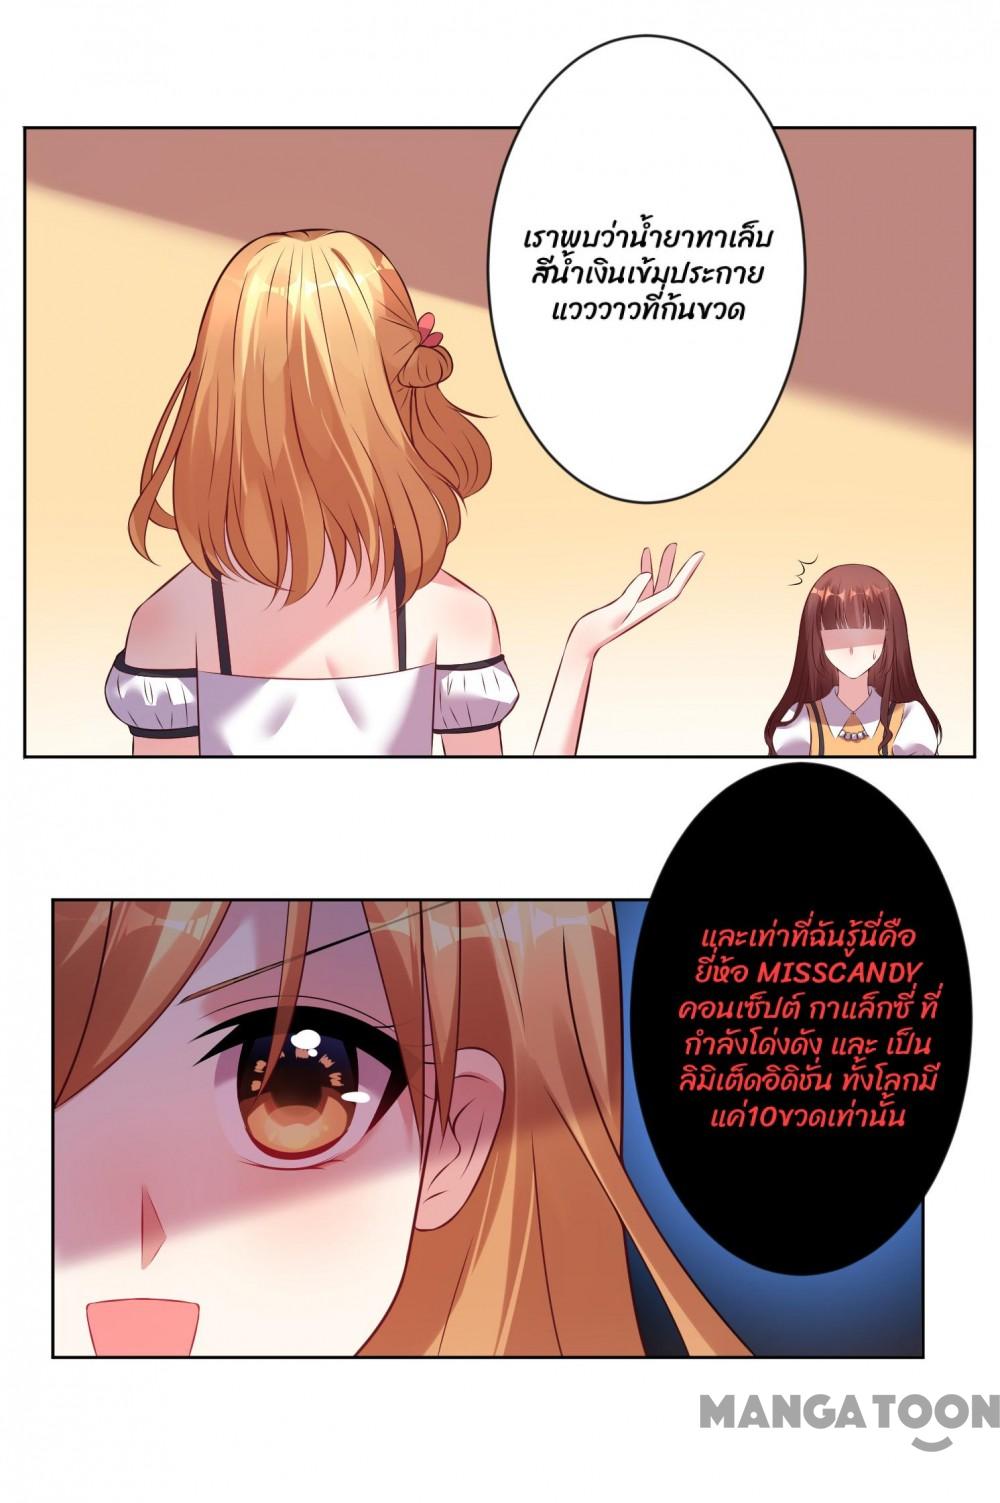 เราพบว่าน้ำยาทาเล็บ
สีน้ำเงินเข้มประกาย
แวววาวที่ก้นขวด
และเท่าที่ฉันรู้นี่คือ
ยี่ห้อ MISSCANDY
คอนเซ็ปต์ กาแล็กซี่ ที่
กำลังโด่งดัง และ เป็น
ลิมิเต็ดอิดิชั่น ทั้งโลกมี
แค่10ขวดเท่านั้น
MANGATOON